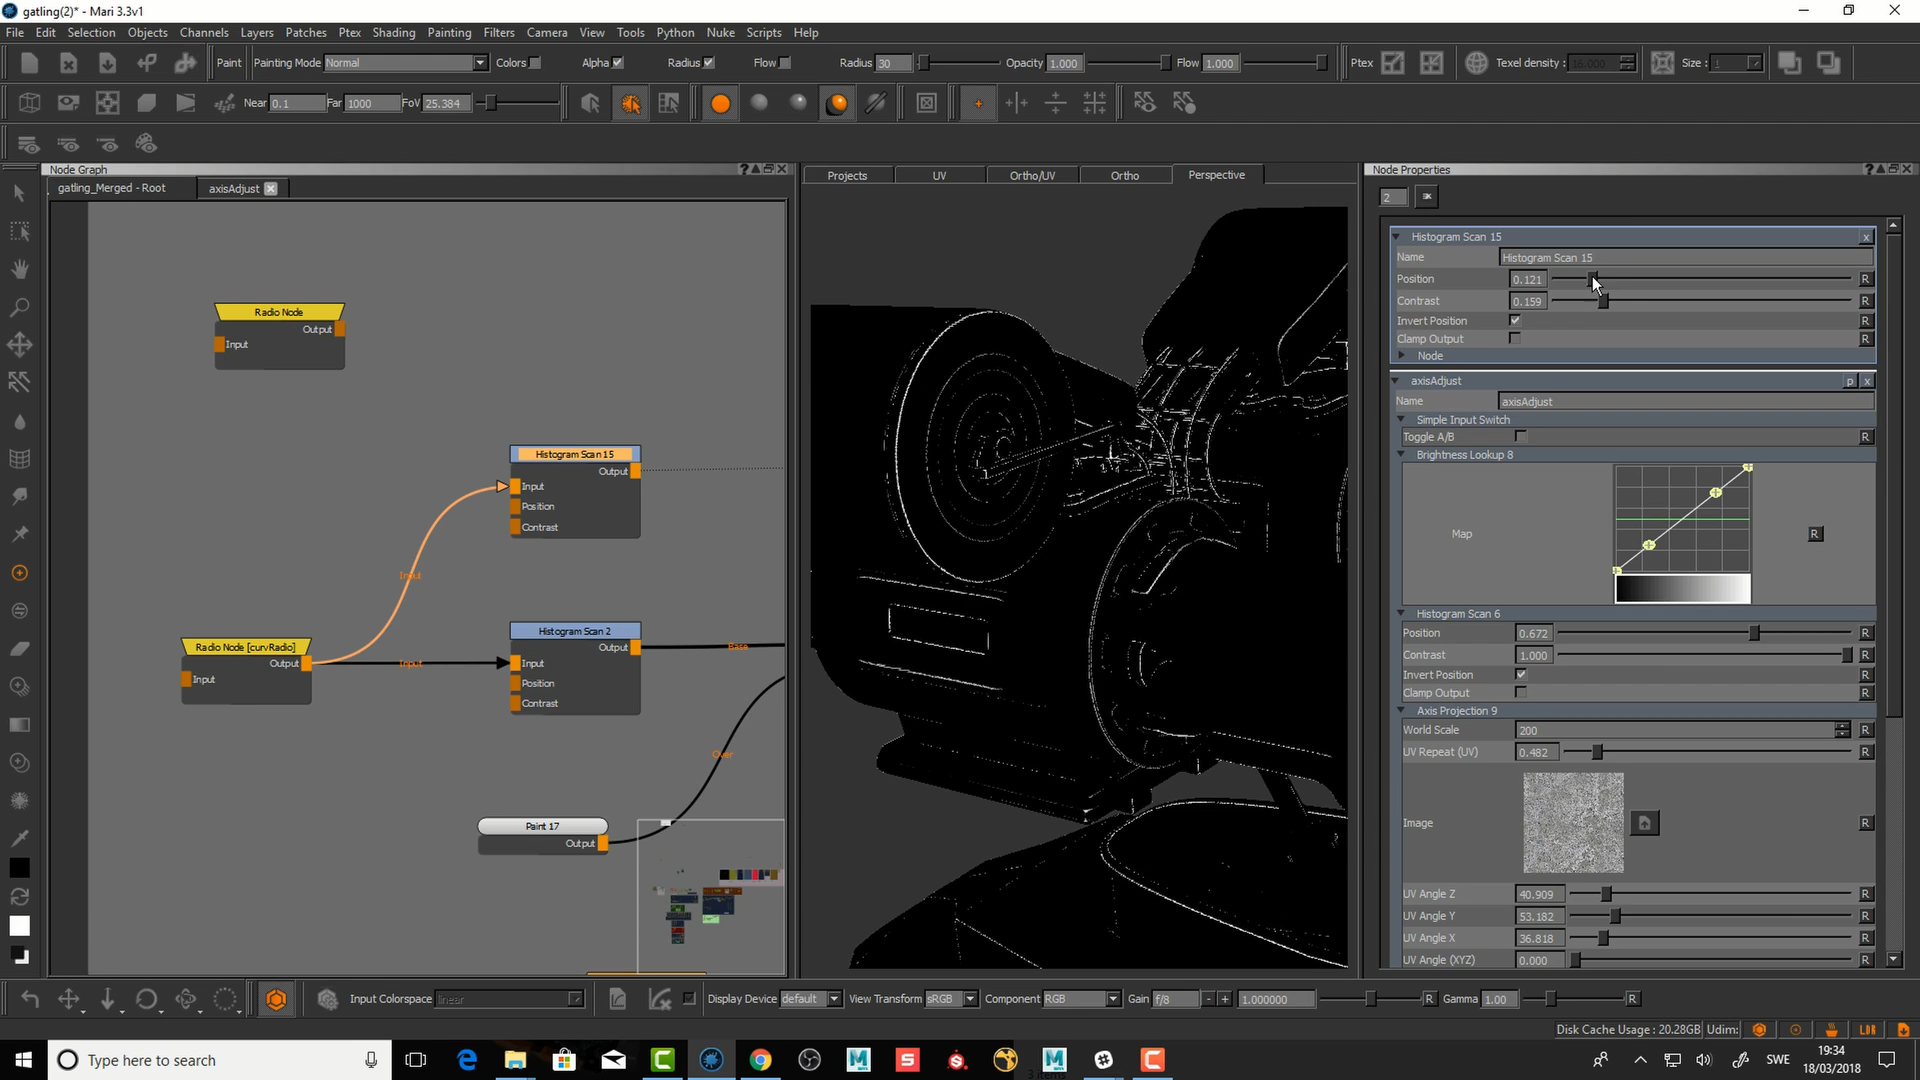 gatling(2)* - Mari 3.3v1
File Edit Selection Objects Channels Layers Patches Ptex Shading Painting Filters Camera View Tools Python Nuke Scripts Help
Paint Painting Mode Normal Colors Alpha Radius Flow Radius 30 Opacity 1.000 Flow 1.000 Ptex Texel density : 16.000 Size : 1
Near 0.1 Far 1000 FoV 25.384
Node Graph
gatling_Merged - Root axisAdjust
Projects UV Ortho/UV Ortho Perspective
Node Properties
2
Radio Node
Output
Input
Histogram Scan 15
Output
Input
Position
Contrast
Input
Radio Node [curvRadio]
Output
Input
Input
Histogram Scan 2
Output
Input
Position
Contrast
Base
Over
Paint 17
Output
Histogram Scan 15 x
Name Histogram Scan 15
Position 0.121 R
Contrast 0.159 R
Invert Position R
Clamp Output R
Node
axisAdjust p x
Name axisAdjust
Simple Input Switch
Toggle A/B R
Brightness Lookup 8
Map R
Histogram Scan 6
Position 0.672 R
Contrast 1.000 R
Invert Position R
Clamp Output R
Axis Projection 9
World Scale 200 R
UV Repeat (UV) 0.482 R
Image R
UV Angle Z 40.909 R
UV Angle Y 53.182 R
UV Angle X 36.818 R
UV Angle (XYZ) 0.000 R
Input Colorspace linear Display Device default View Transform sRGB Component RGB Gain f/8 - + 1.000000 R Gamma 1.00 R
Disk Cache Usage : 20.28GB Udim: LDR
Type here to search
SWE
19:34
18/03/2018